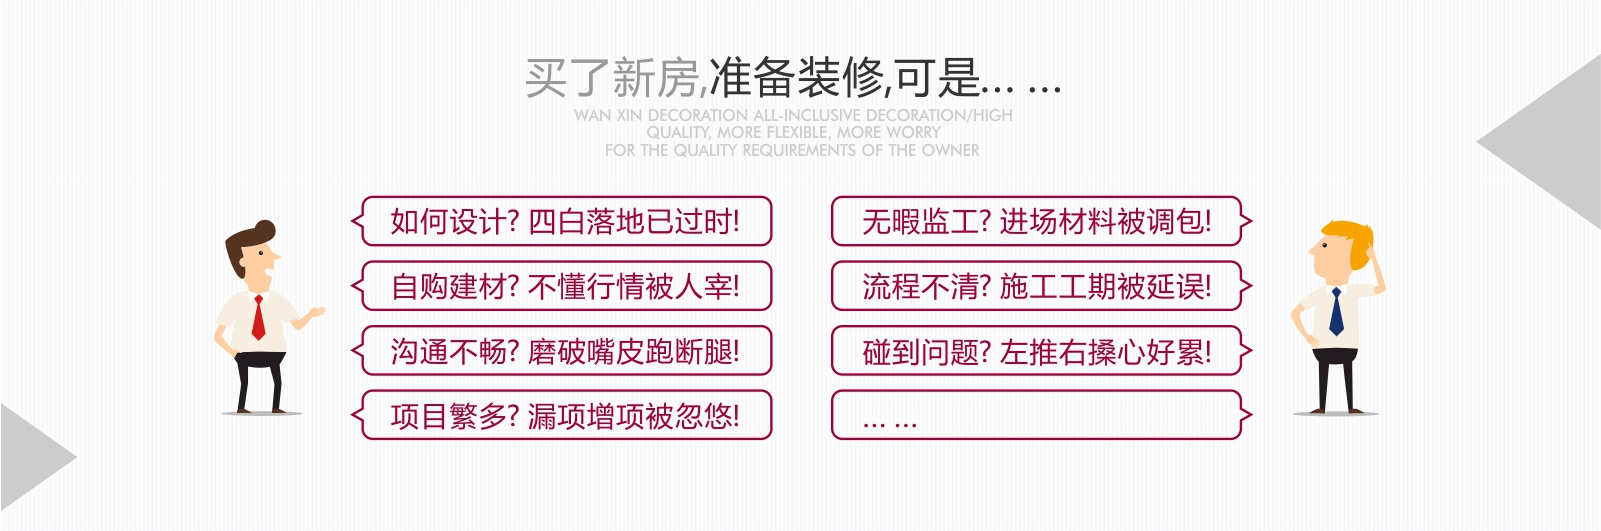 买了新房,准备装修,可是... ...
WAN XIN DECORATION ALL-INCLUSIVE DECORATION/HIGH
QUALITY, MORE FLEXIBLE, MORE WORRY
FOR THE QUALITY REQUIREMENTS OF THE OWNER
如何设计? 四白落地已过时!
自购建材? 不懂行情被人宰!
沟通不畅? 磨破嘴皮跑断腿!
项目繁多? 漏项增项被忽悠!
无暇监工? 进场材料被调包!
流程不清? 施工工期被延误!
碰到问题? 左推右搡心好累!
... ...